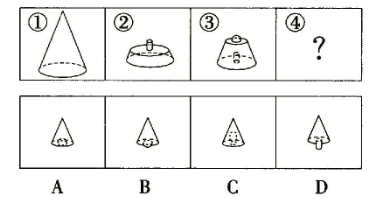 ① ② ③ ④
?
A B C D